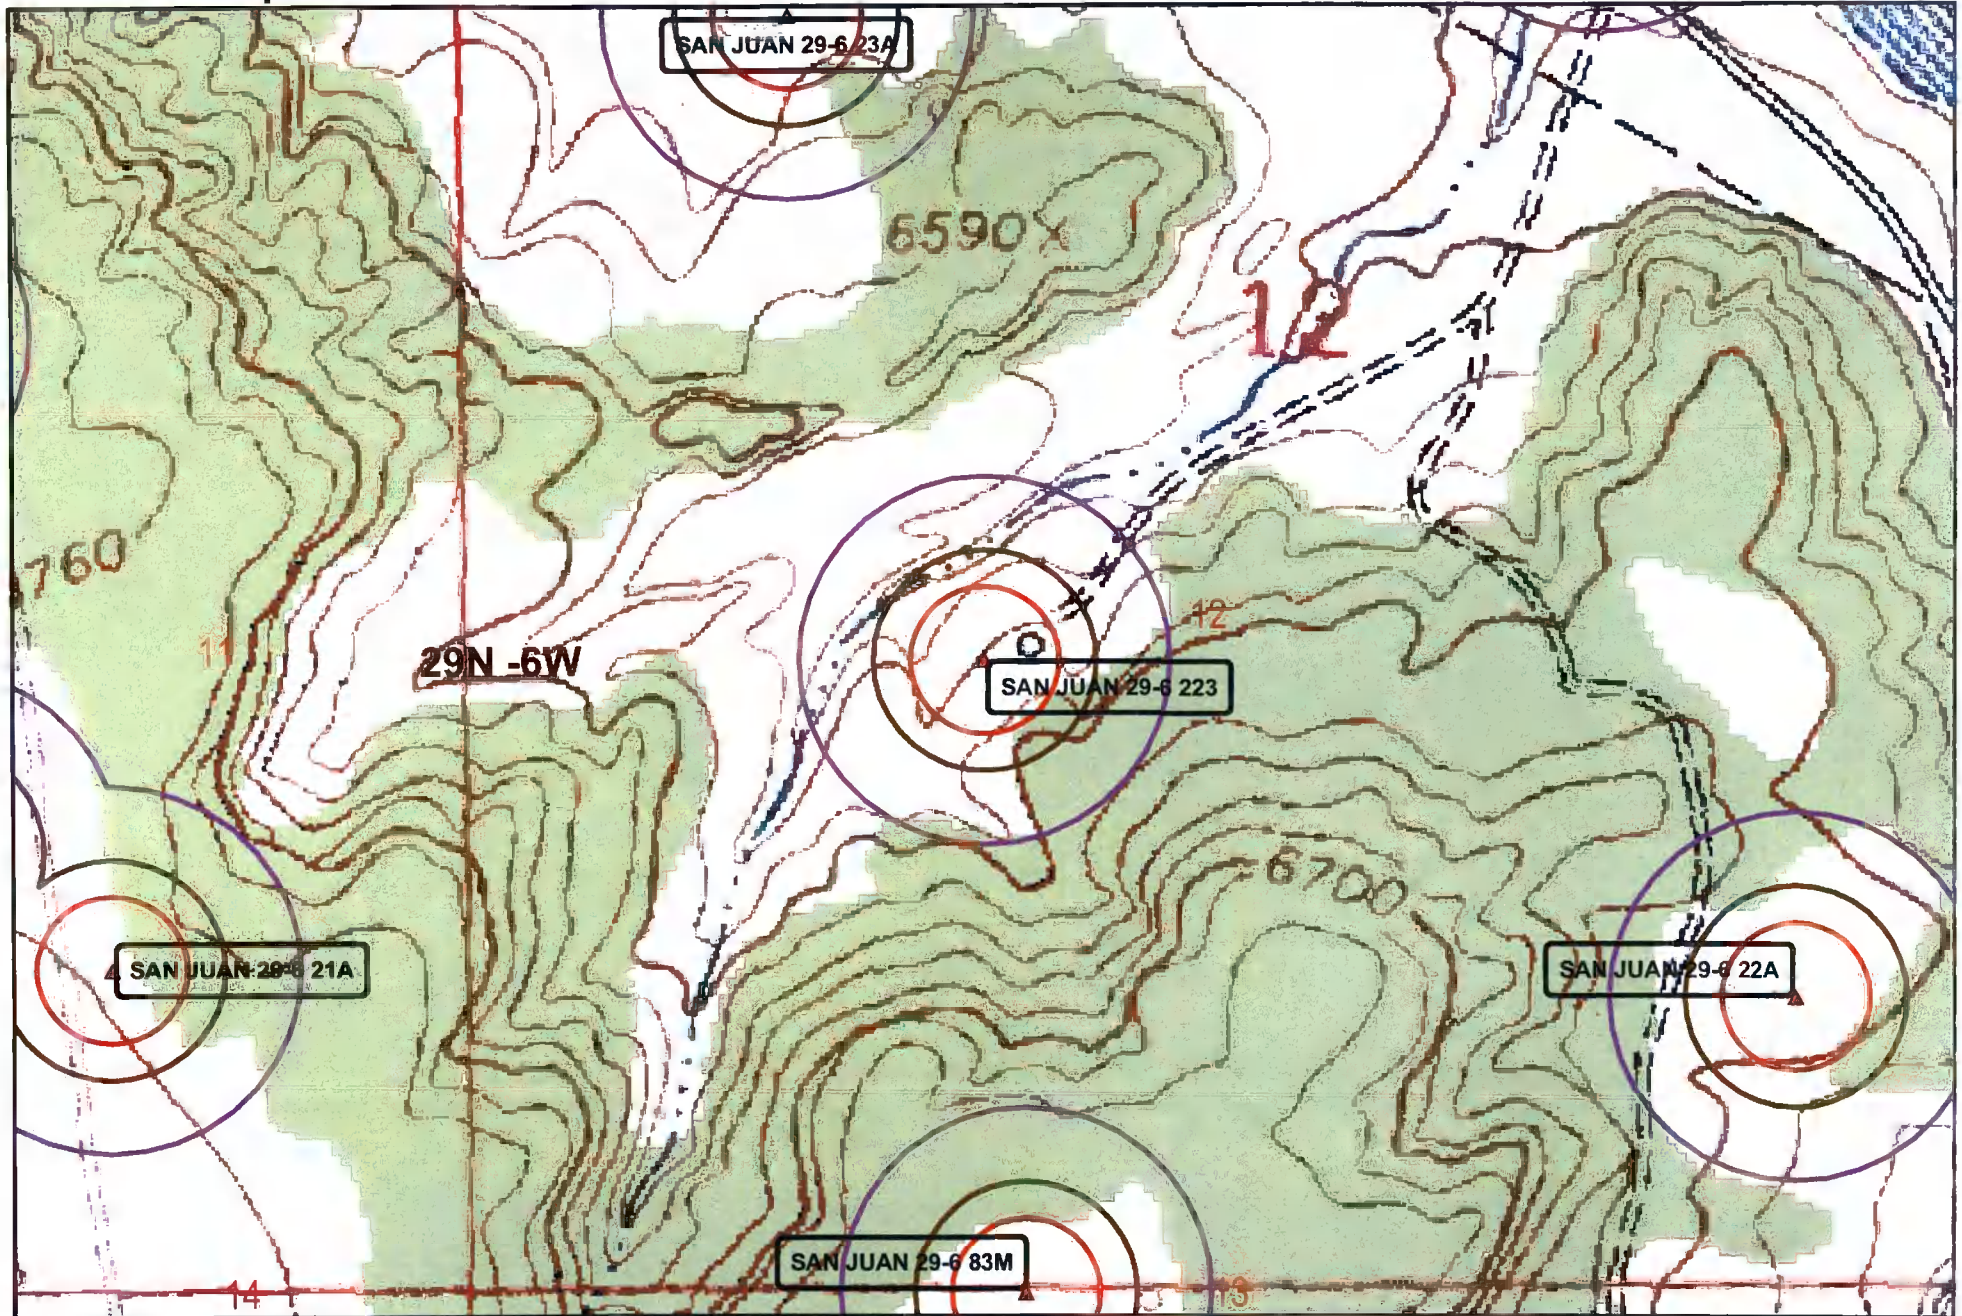 SAN JUAN 29-6 23A
6590X
12
760
12
11
29N -6W
SAN JUAN 29-6 223
6700
SAN JUAN 29-6 21A
SAN JUAN 29-6 22A
SAN JUAN 29-6 83M
14
13